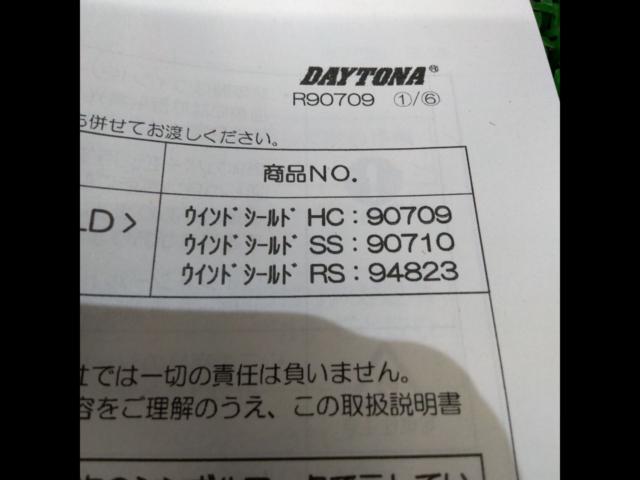 DAYTONA®
R90709 ①/⑥
併せてお渡しください。
商品NO.
LD>
ｳｲﾝﾄﾞｼｰﾙﾄﾞ HC：90709
ｳｲﾝﾄﾞｼｰﾙﾄﾞ SS：90710
ｳｲﾝﾄﾞｼｰﾙﾄﾞ RS：94823
では一切の責任は負いません。
容をご理解のうえ、この取扱説明書